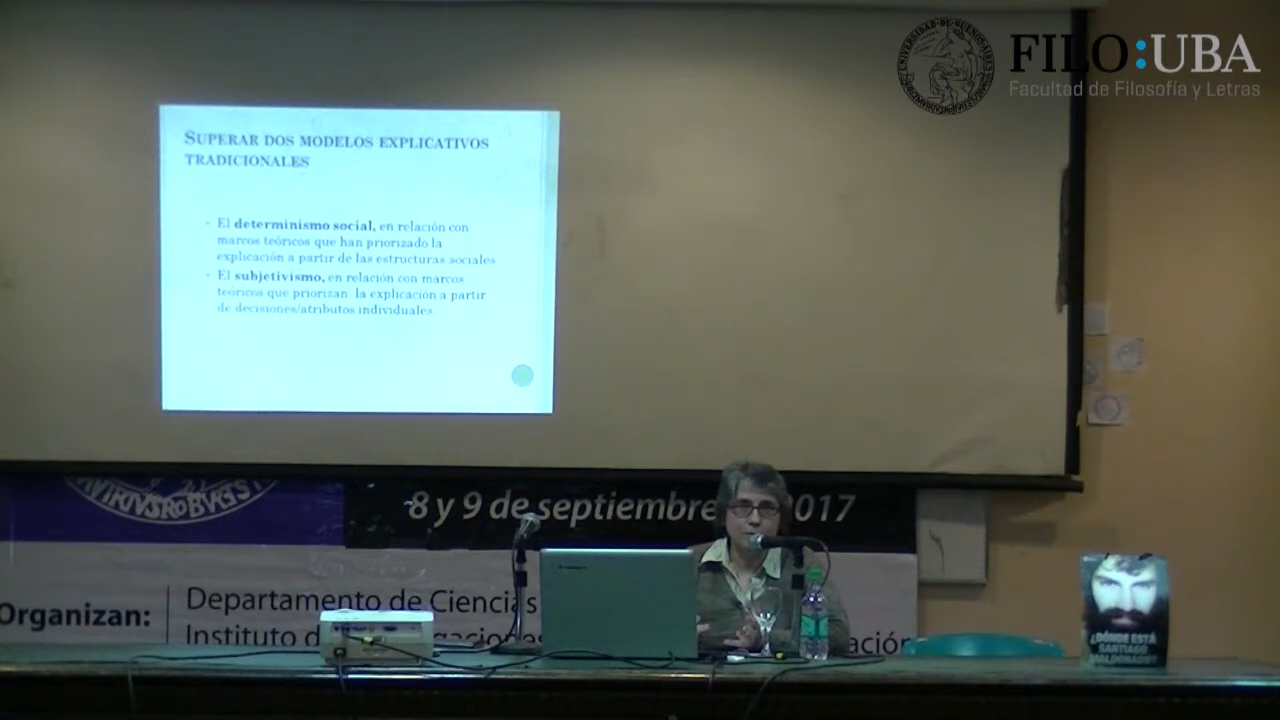 FILO:UBA
Facultad de Filosofía y Letras
SUPERAR DOS MODELOS EXPLICATIVOS
TRADICIONALES
El determinismo social, en relación con
marcos teóricos que han priorizado la
explicación a partir de las estructuras sociales
El subjetivismo, en relación con marcos
teóricos que priorizan la explicación a partir
de decisiones/atributos individuales
8 y 9 de septiembre 2017
Organizan:
Departamento de Ciencias
Instituto d
¿DÓNDE ESTÁ
SANTIAGO
MALDONADO?